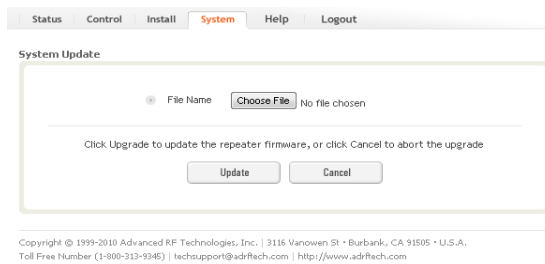 Status Control Install System Help Logout
System Update
File Name Choose File No file chosen
Click Upgrade to update the repeater firmware, or click Cancel to abort the upgrade
Update Cancel
Copyright © 1999-2010 Advanced RF Technologies, Inc. | 3116 Vanowen St • Burbank, CA 91505 • U.S.A.
Toll Free Number (1-800-313-9345) | techsupport@adrftech.com | http://www.adrftech.com